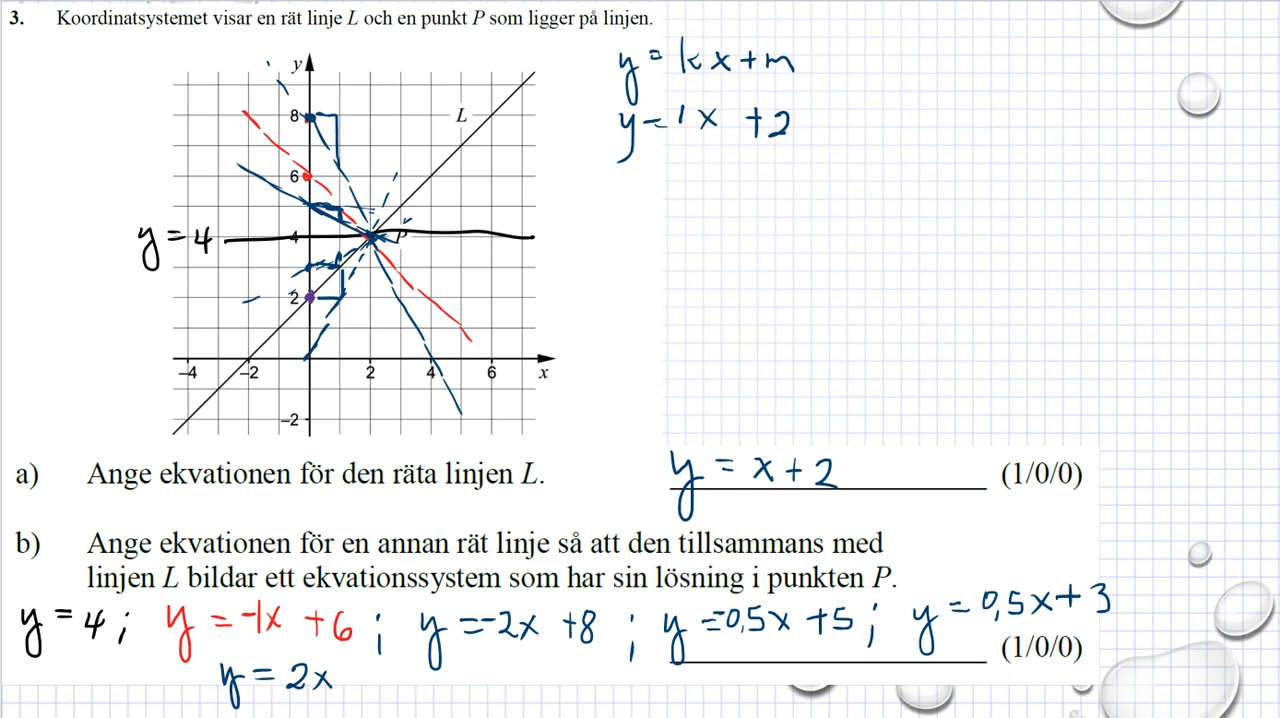 3. Koordinatsystemet visar en rät linje L och en punkt P som ligger på linjen.
y = kx + m
y = 1x + 2
y
8
L
6
y = 4
4
P
2
−4 −2 2 4 6 x
−2
a) Ange ekvationen för den räta linjen L.
y = x + 2 (1/0/0)
b) Ange ekvationen för en annan rät linje så att den tillsammans med
linjen L bildar ett ekvationssystem som har sin lösning i punkten P.
y = 4 ; y = -1x + 6 ; y = -2x + 8 ; y = -0,5x + 5 ; y = 0,5x + 3
(1/0/0)
y = 2x